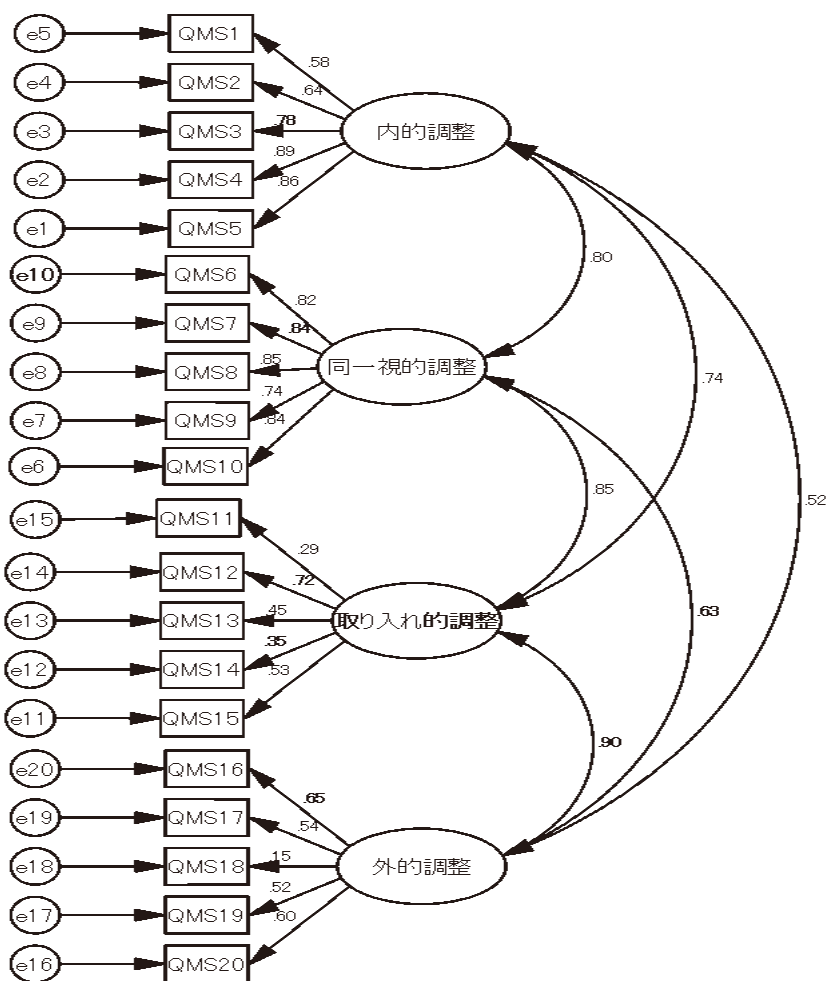 e5 QMS1
.58
e4 QMS2
.64
e3 QMS3 .78 内的調整
.89
e2 QMS4
.86
e1 QMS5
.80
e10 QMS6
.82
e9 QMS7 .84
.85
e8 QMS8 同一視的調整
.74
.74
e7 QMS9 .84
e6 QMS10
.85
.52
e15 QMS11
.29
e14 QMS12 .72
.45
.63
e13 QMS13 取り入れ的調整
.35
e12 QMS14 .53
e11 QMS15
.90
e20 QMS16
.65
e19 QMS17 .54
.15
e18 QMS18 外的調整
.52
e17 QMS19 .60
e16 QMS20